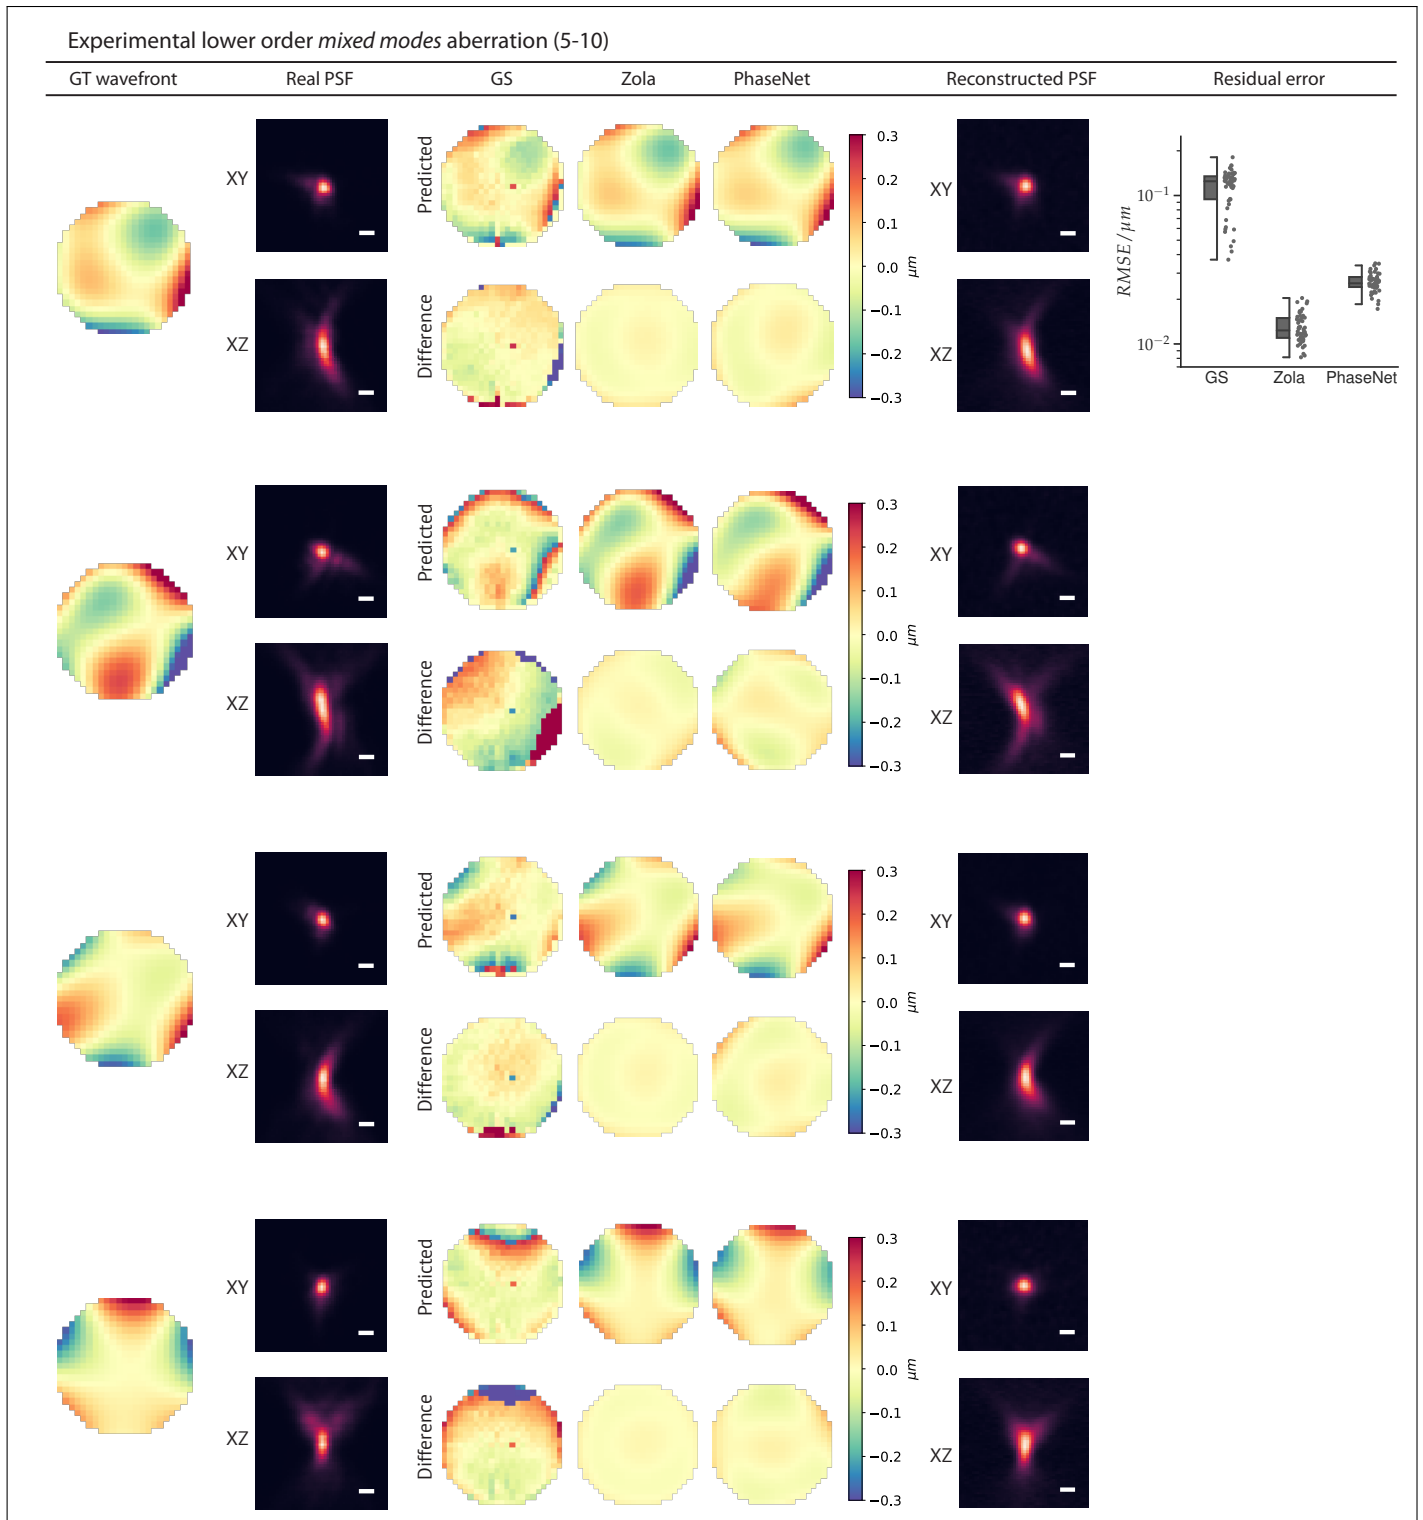 Experimental lower order mixed modes aberration (5-10)
GT wavefront Real PSF GS Zola PhaseNet Reconstructed PSF Residual error
XY
Predicted
XZ
Difference
0.3
0.2
0.1
0.0
−0.1
−0.2
−0.3
μm
XY
XZ
RMSE/μm
10⁻¹
10⁻²
GS Zola PhaseNet
XY
Predicted
XZ
Difference
0.3
0.2
0.1
0.0
−0.1
−0.2
−0.3
μm
XY
XZ
XY
Predicted
XZ
Difference
0.3
0.2
0.1
0.0
−0.1
−0.2
−0.3
μm
XY
XZ
XY
Predicted
XZ
Difference
0.3
0.2
0.1
0.0
−0.1
−0.2
−0.3
μm
XY
XZ